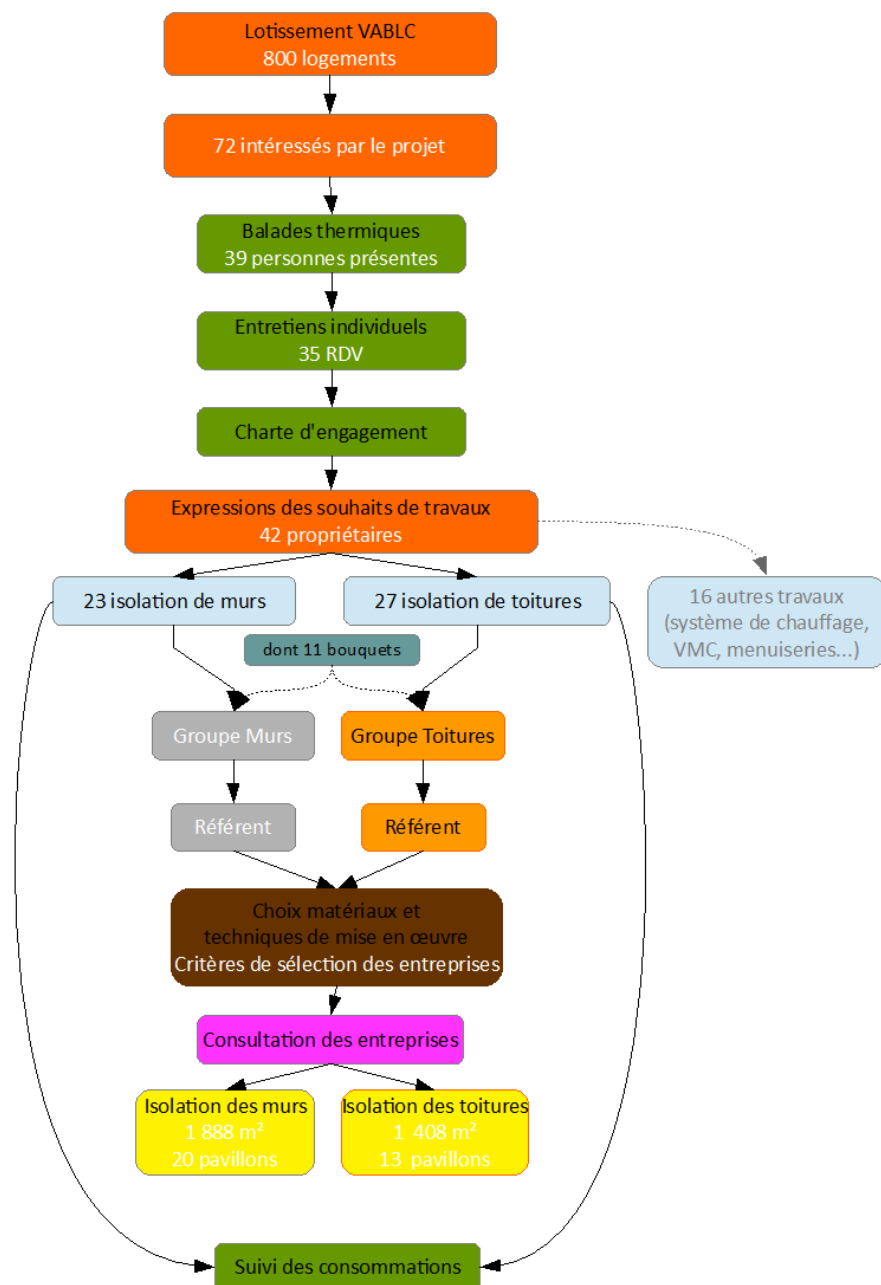 Lotissement VABLC
800 logements
72 intéressés par le projet
Balades thermiques
39 personnes présentes
Entretiens individuels
35 RDV
Charte d'engagement
Expressions des souhaits de travaux
42 propriétaires
23 isolation de murs
27 isolation de toitures
16 autres travaux
(système de chauffage,
VMC, menuiseries...)
dont 11 bouquets
Groupe Murs
Groupe Toitures
Référent
Référent
Choix matériaux et
techniques de mise en œuvre
Critères de sélection des entreprises
Consultation des entreprises
Isolation des murs
1 888 m²
20 pavillons
Isolation des toitures
1 408 m²
13 pavillons
Suivi des consommations